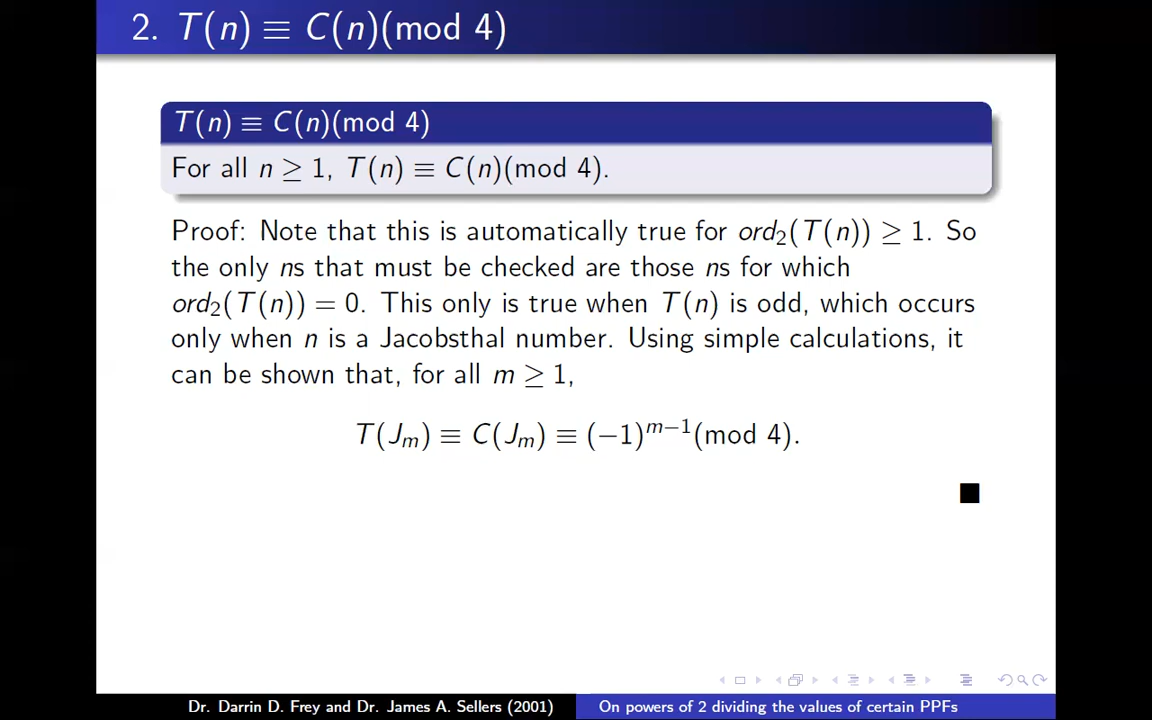 2. T(n) ≡ C(n)(mod 4)
T(n) ≡ C(n)(mod 4)
For all n ≥ 1, T(n) ≡ C(n)(mod 4).
Proof: Note that this is automatically true for ord₂(T(n)) ≥ 1. So
the only ns that must be checked are those ns for which
ord₂(T(n)) = 0. This only is true when T(n) is odd, which occurs
only when n is a Jacobsthal number. Using simple calculations, it
can be shown that, for all m ≥ 1,
T(Jₘ) ≡ C(Jₘ) ≡ (−1)ᵐ⁻¹(mod 4).
■
Dr. Darrin D. Frey and Dr. James A. Sellers (2001)
On powers of 2 dividing the values of certain PPFs